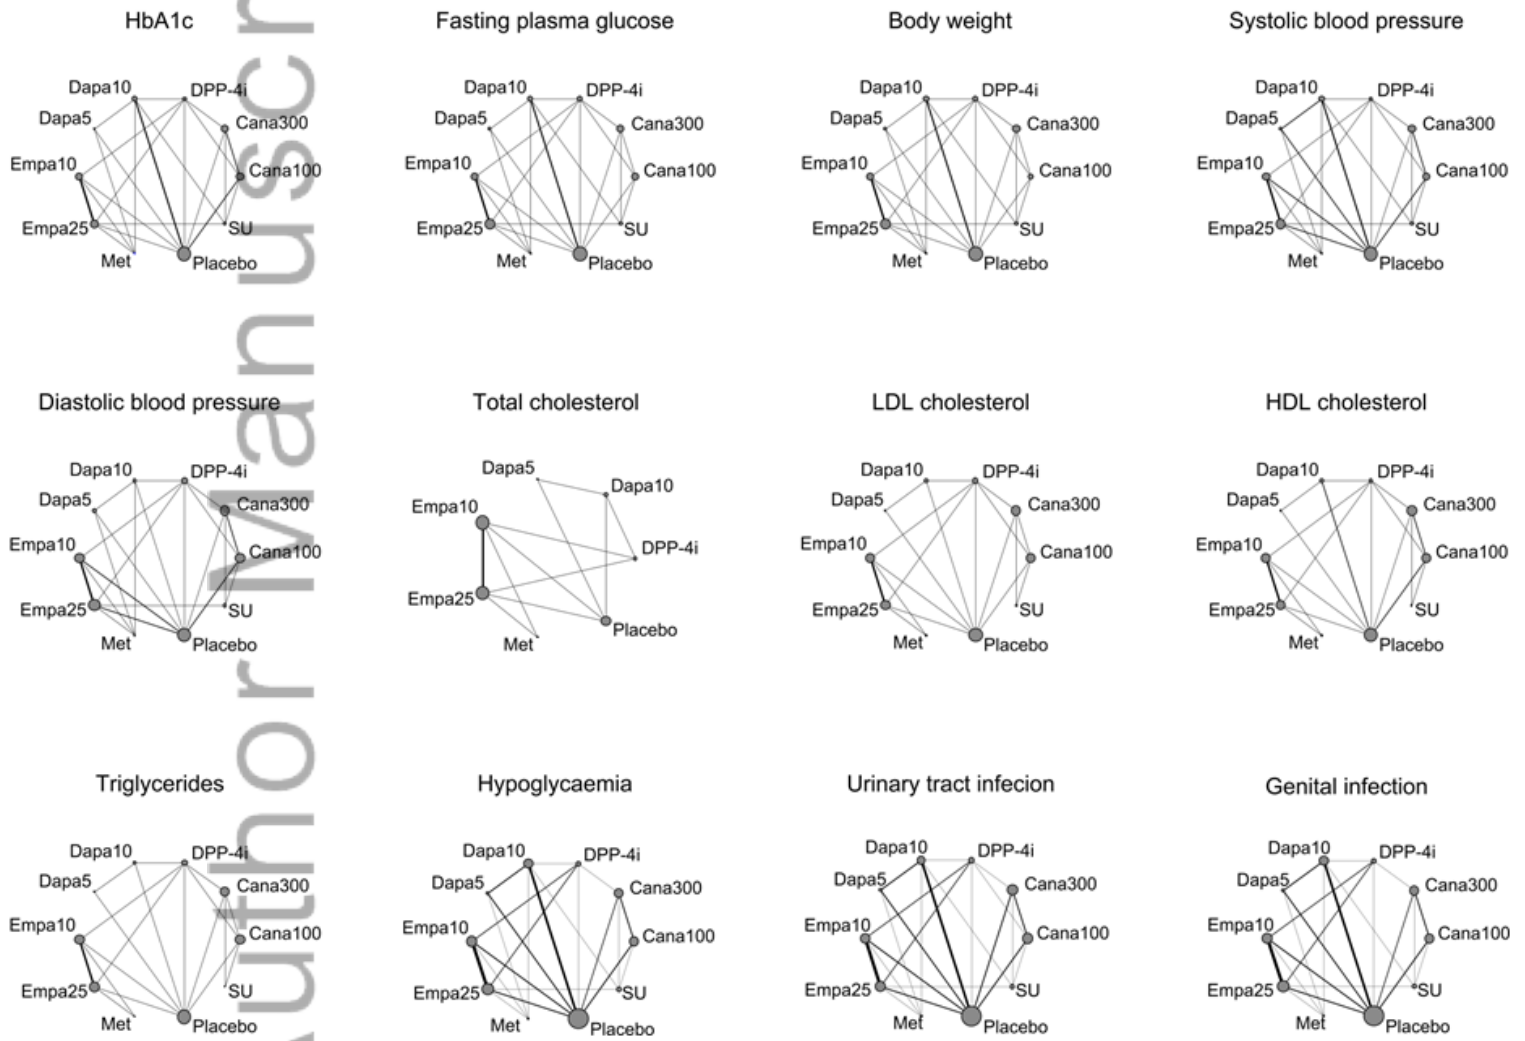 HbA1c
Fasting plasma glucose
Body weight
Systolic blood pressure
Dapa10
DPP-4i
Dapa5
Cana300
Empa10
Cana100
Empa25
SU
Met
Placebo
Dapa10
DPP-4i
Dapa5
Cana300
Empa10
Cana100
Empa25
SU
Met
Placebo
Dapa10
DPP-4i
Dapa5
Cana300
Empa10
Cana100
Empa25
SU
Met
Placebo
Dapa10
DPP-4i
Dapa5
Cana300
Empa10
Cana100
Empa25
SU
Met
Placebo
Diastolic blood pressure
Total cholesterol
LDL cholesterol
HDL cholesterol
Dapa10
DPP-4i
Dapa5
Cana300
Empa10
Cana100
Empa25
SU
Met
Placebo
Dapa5
Dapa10
Empa10
DPP-4i
Empa25
Placebo
Met
Dapa10
DPP-4i
Dapa5
Cana300
Empa10
Cana100
Empa25
SU
Met
Placebo
Dapa10
DPP-4i
Dapa5
Cana300
Empa10
Cana100
Empa25
SU
Met
Placebo
Triglycerides
Hypoglycaemia
Urinary tract infecion
Genital infection
Dapa10
DPP-4i
Dapa5
Cana300
Empa10
Cana100
Empa25
SU
Met
Placebo
Dapa10
DPP-4i
Dapa5
Cana300
Empa10
Cana100
Empa25
SU
Met
Placebo
Dapa10
DPP-4i
Dapa5
Cana300
Empa10
Cana100
Empa25
SU
Met
Placebo
Dapa10
DPP-4i
Dapa5
Cana300
Empa10
Cana100
Empa25
SU
Met
Placebo
uthor Manuscr